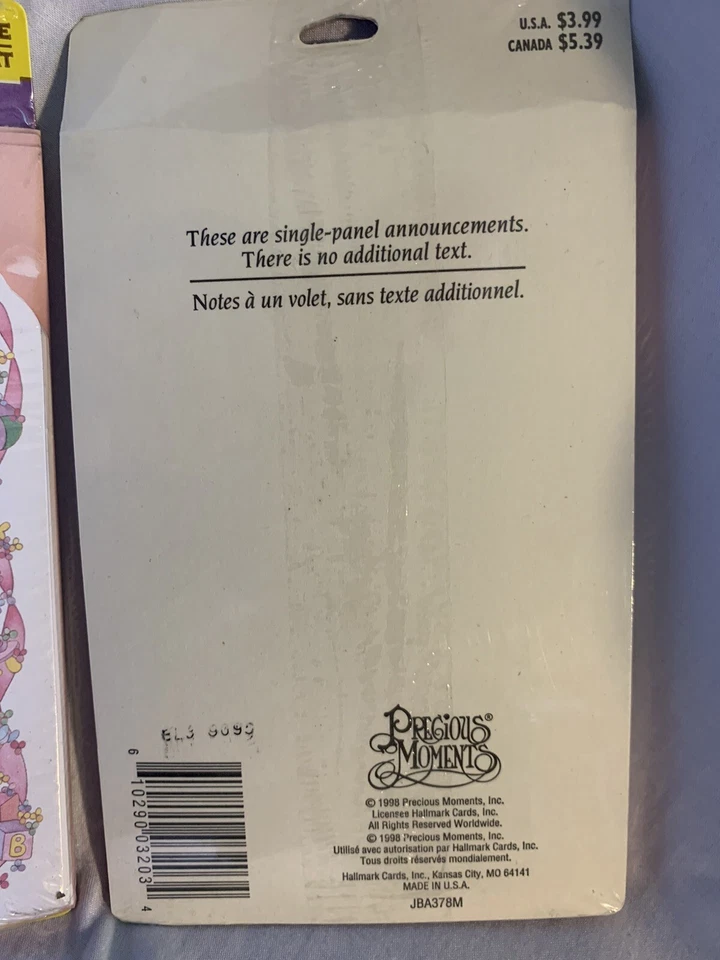 E
T
U.S.A. $3.99
CANADA $5.39
These are single-panel announcements.
There is no additional text.
Notes à un volet, sans texte additionnel.
PRECIOUS®
MOMENTS
© 1998 Precious Moments, Inc.
Licensee Hallmark Cards, Inc.
All Rights Reserved Worldwide.
© 1998 Precious Moments, Inc.
Utilisé avec autorisation par Hallmark Cards, Inc.
Tous droits réservés mondialement.
Hallmark Cards, Inc., Kansas City, MO 64141
MADE IN U.S.A.
JBA378M
6 10290 03203 4
B